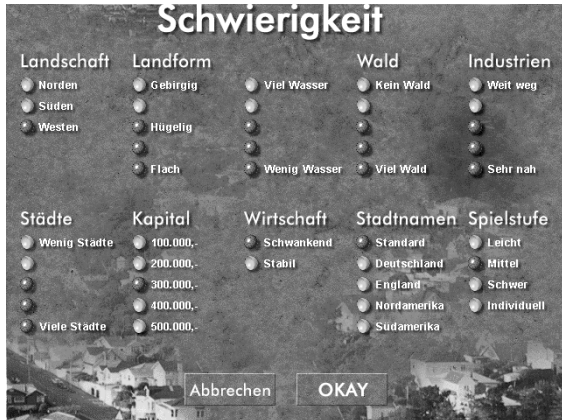 Schwierigkeit
Landschaft
Norden
Süden
Westen
Landform
Gebirgig
Hügelig
Flach
Viel Wasser
Wenig Wasser
Wald
Kein Wald
Viel Wald
Industrien
Weit weg
Sehr nah
Städte
Wenig Städte
Viele Städte
Kapital
100.000,-
200.000,-
300.000,-
400.000,-
500.000,-
Wirtschaft
Schwankend
Stabil
Stadtnamen
Standard
Deutschland
England
Nordamerika
Südamerika
Spielstufe
Leicht
Mittel
Schwer
Individuell
Abbrechen
OKAY